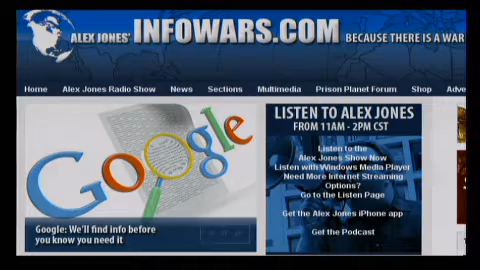 ALEX JONES' INFOWARS.COM BECAUSE THERE IS A WAR
Home Alex Jones Radio Show News Sections Multimedia Prison Planet Forum Shop Adve
Google
Google: We'll find info before
you know you need it
LISTEN TO ALEX JONES
FROM 11AM - 2PM CST
Listen to the
Alex Jones Show Now
Listen with Windows Media Player
Need More Internet Streaming
Options?
Go to the Listen Page
Get the Alex Jones iPhone app
Get the Podcast